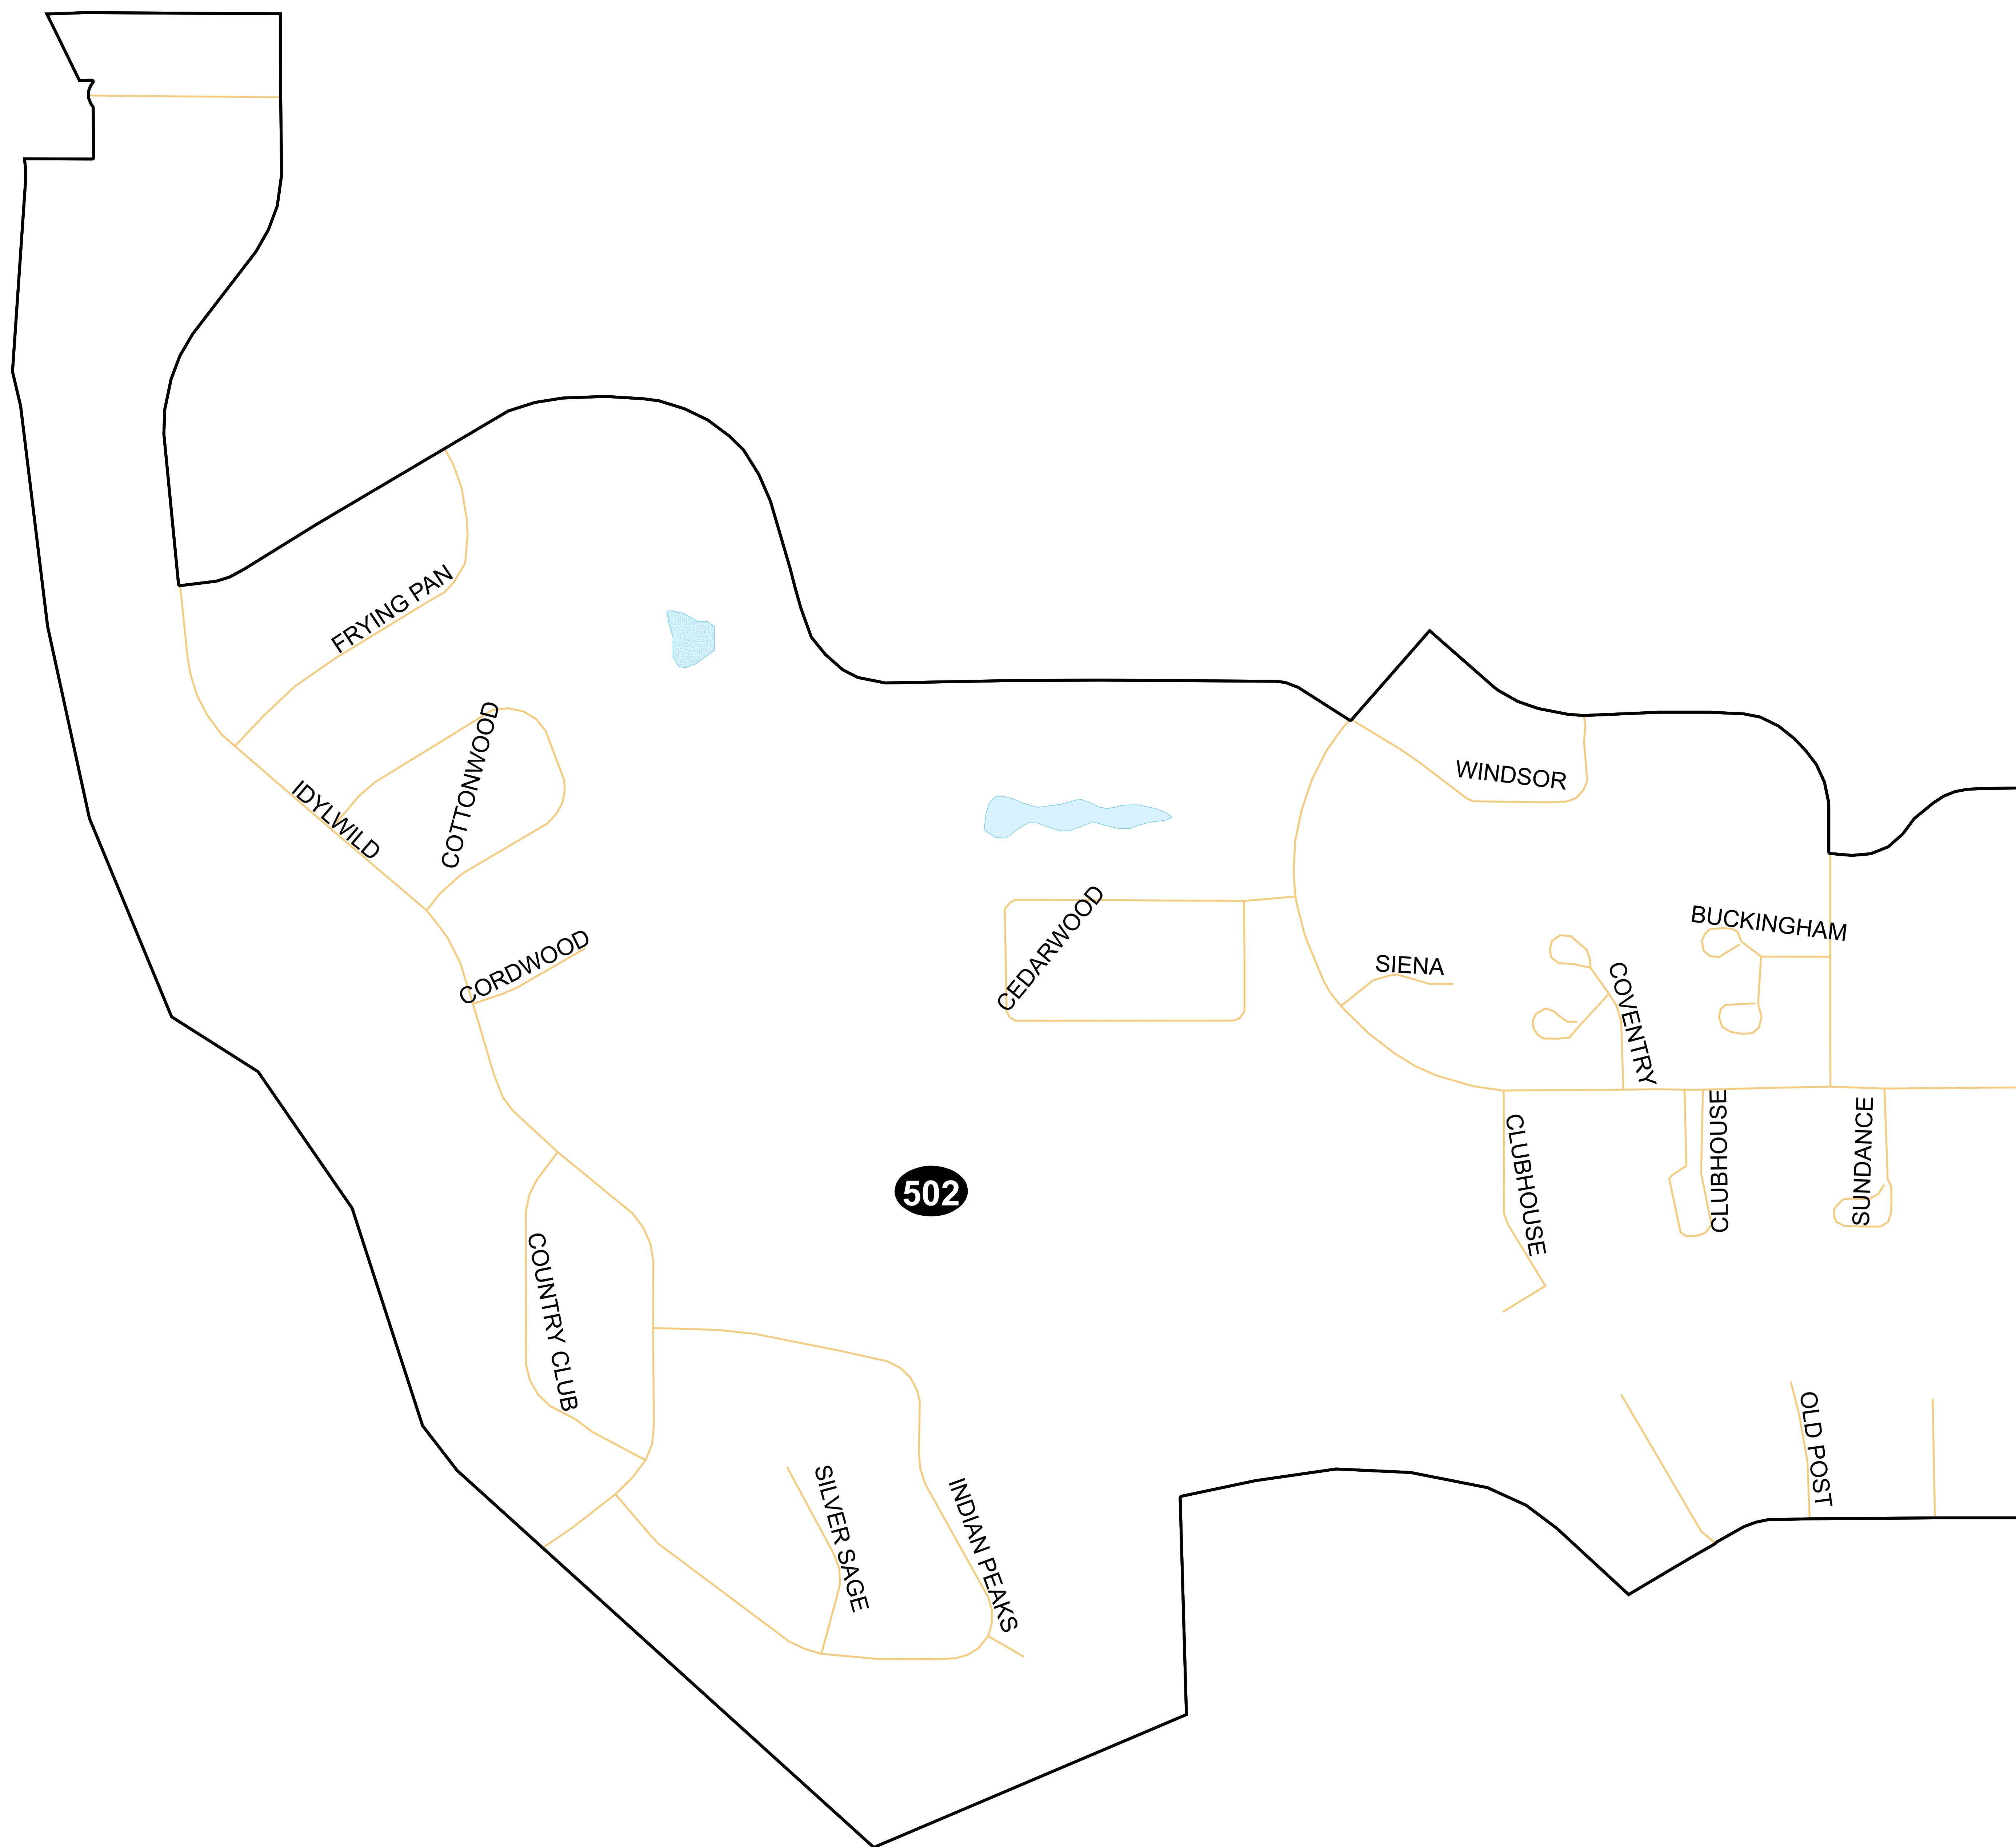 FRYING PAN
COTTONWOOD
IDYLWILD
WINDSOR
CEDARWOOD
BUCKINGHAM
CORDWOOD
SIENA
COVENTRY
CLUBHOUSE
CLUBHOUSE
SUNDANCE
502
COUNTRY CLUB
OLD POST
SILVER SAGE
INDIAN PEAKS